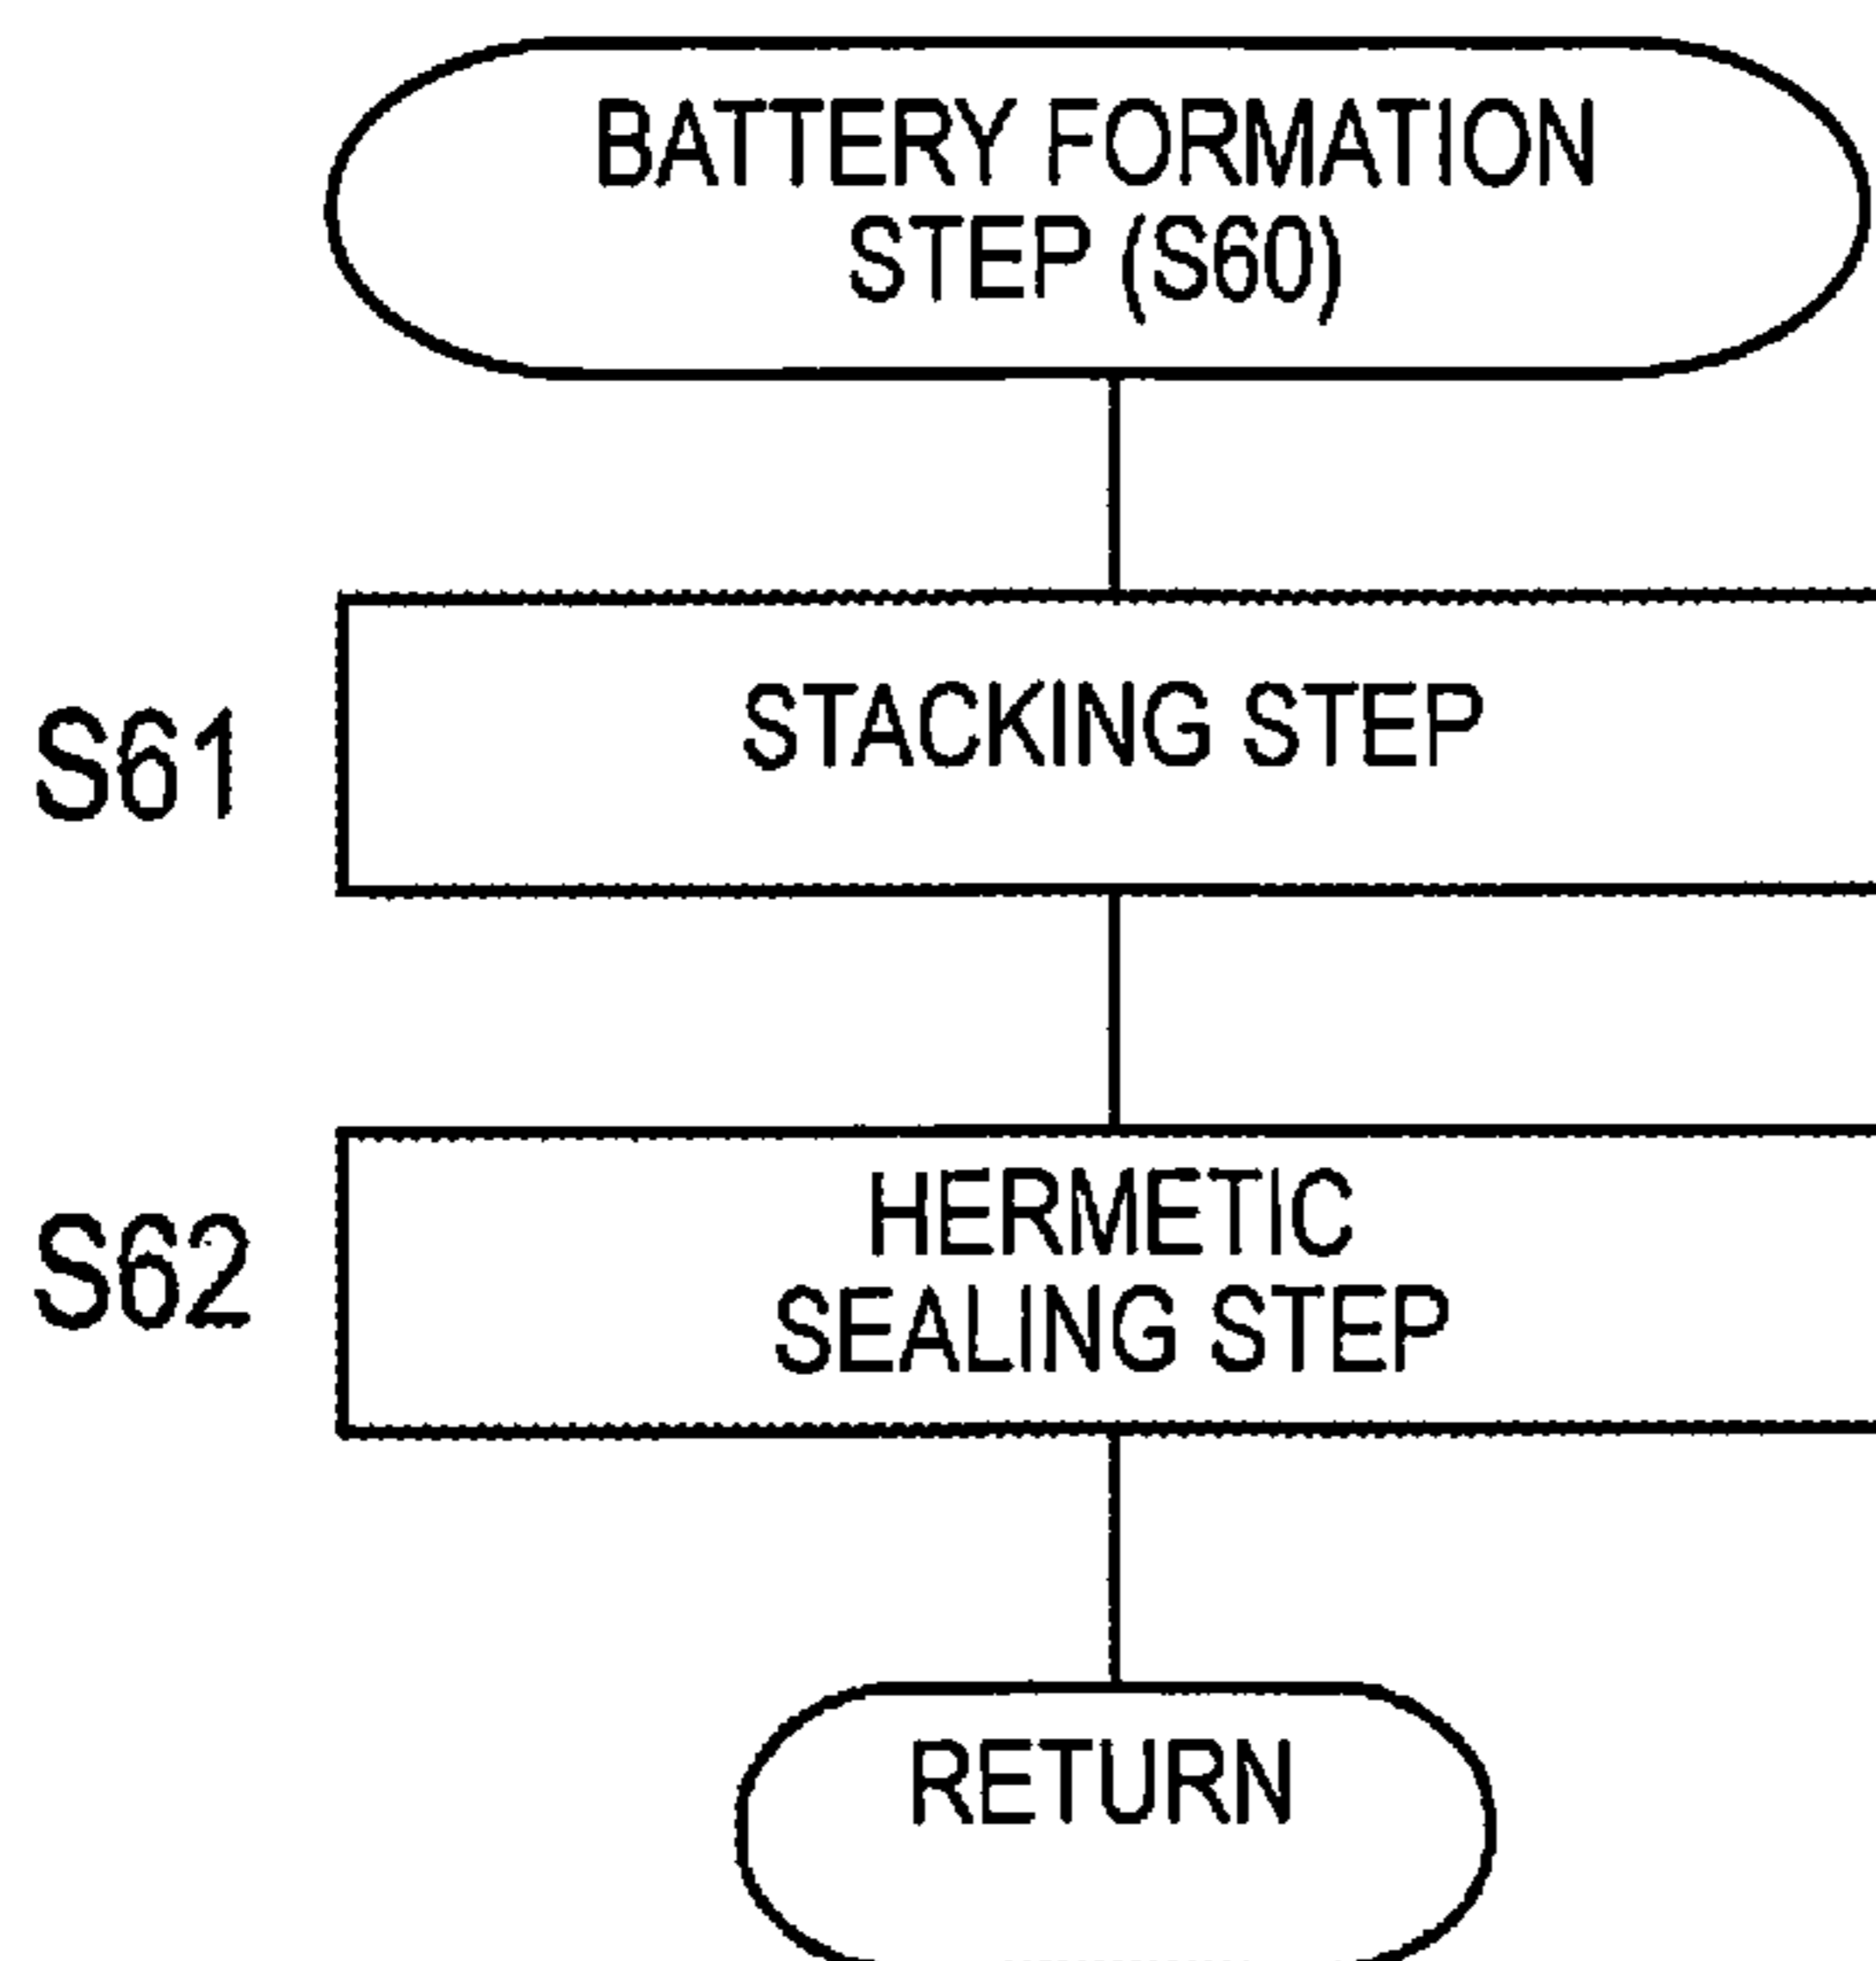 BATTERY FORMATION
STEP (S60)
S61
STACKING STEP
S62
HERMETIC
SEALING STEP
RETURN